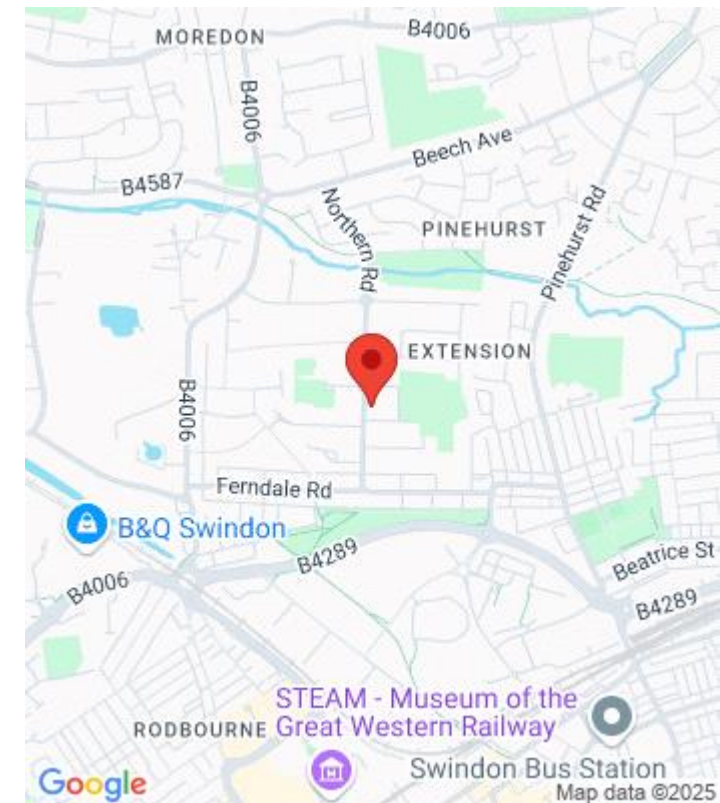 MOREDON
B4006
B4006
Beech Ave
B4587
Northern Rd
PINEHURST
Pinehurst Rd
EXTENSION
B4006
Ferndale Rd
B&Q Swindon
B4289
Beatrice St
B4006
B4289
STEAM - Museum of the
Great Western Railway
RODBOURNE
Swindon Bus Station
Google
Map data ©2025